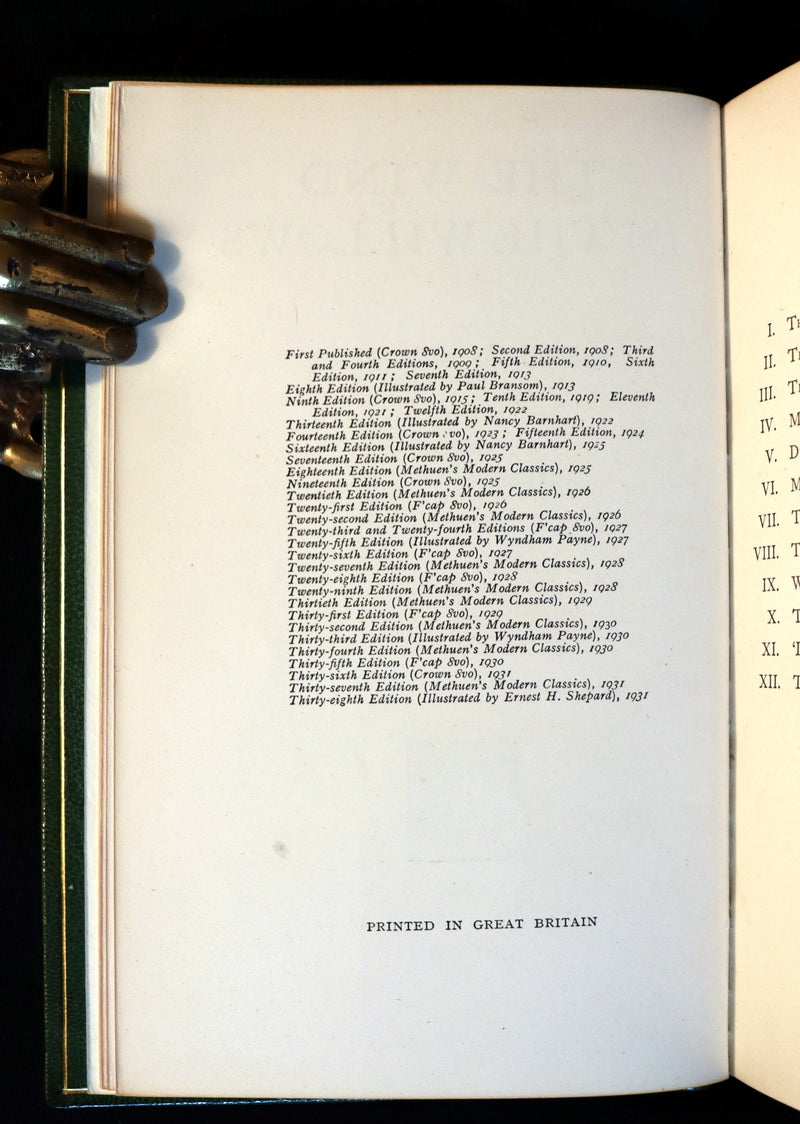 First Published (Crown 8vo), 1908; Second Edition, 1908; Third
and Fourth Editions, 1909; Fifth Edition, 1910, Sixth
Edition, 1911; Seventh Edition, 1913
Eighth Edition (Illustrated by Paul Bransom), 1913
Ninth Edition (Crown 8vo), 1915; Tenth Edition, 1919; Eleventh
Edition, 1921; Twelfth Edition, 1922
Thirteenth Edition (Illustrated by Nancy Barnhart), 1922
Fourteenth Edition (Crown vo), 1923; Fifteenth Edition, 1924
Sixteenth Edition (Illustrated by Nancy Barnhart), 1925
Seventeenth Edition (Crown 8vo), 1925
Eighteenth Edition (Methuen's Modern Classics), 1925
Nineteenth Edition (Crown 8vo), 1925
Twentieth Edition (Methuen's Modern Classics), 1926
Twenty-first Edition (F'cap 8vo), 1926
Twenty-second Edition (Methuen's Modern Classics), 1926
Twenty-third and Twenty-fourth Editions (F'cap 8vo), 1927
Twenty-fifth Edition (Illustrated by Wyndham Payne), 1927
Twenty-sixth Edition (F'cap 8vo), 1927
Twenty-seventh Edition (Methuen's Modern Classics), 1928
Twenty-eighth Edition (F'cap 8vo), 1928
Twenty-ninth Edition (Methuen's Modern Classics), 1928
Thirtieth Edition (Methuen's Modern Classics), 1929
Thirty-first Edition (F'cap 8vo), 1929
Thirty-second Edition (Methuen's Modern Classics), 1930
Thirty-third Edition (Illustrated by Wyndham Payne), 1930
Thirty-fourth Edition (Methuen's Modern Classics), 1930
Thirty-fifth Edition (F'cap 8vo), 1930
Thirty-sixth Edition (Crown 8vo), 1931
Thirty-seventh Edition (Methuen's Modern Classics), 1931
Thirty-eighth Edition (Illustrated by Ernest H. Shepard), 1931
PRINTED IN GREAT BRITAIN
I.
II.
III.
IV.
V.
VI.
VII.
VIII.
IX.
X.
XI.
XII.